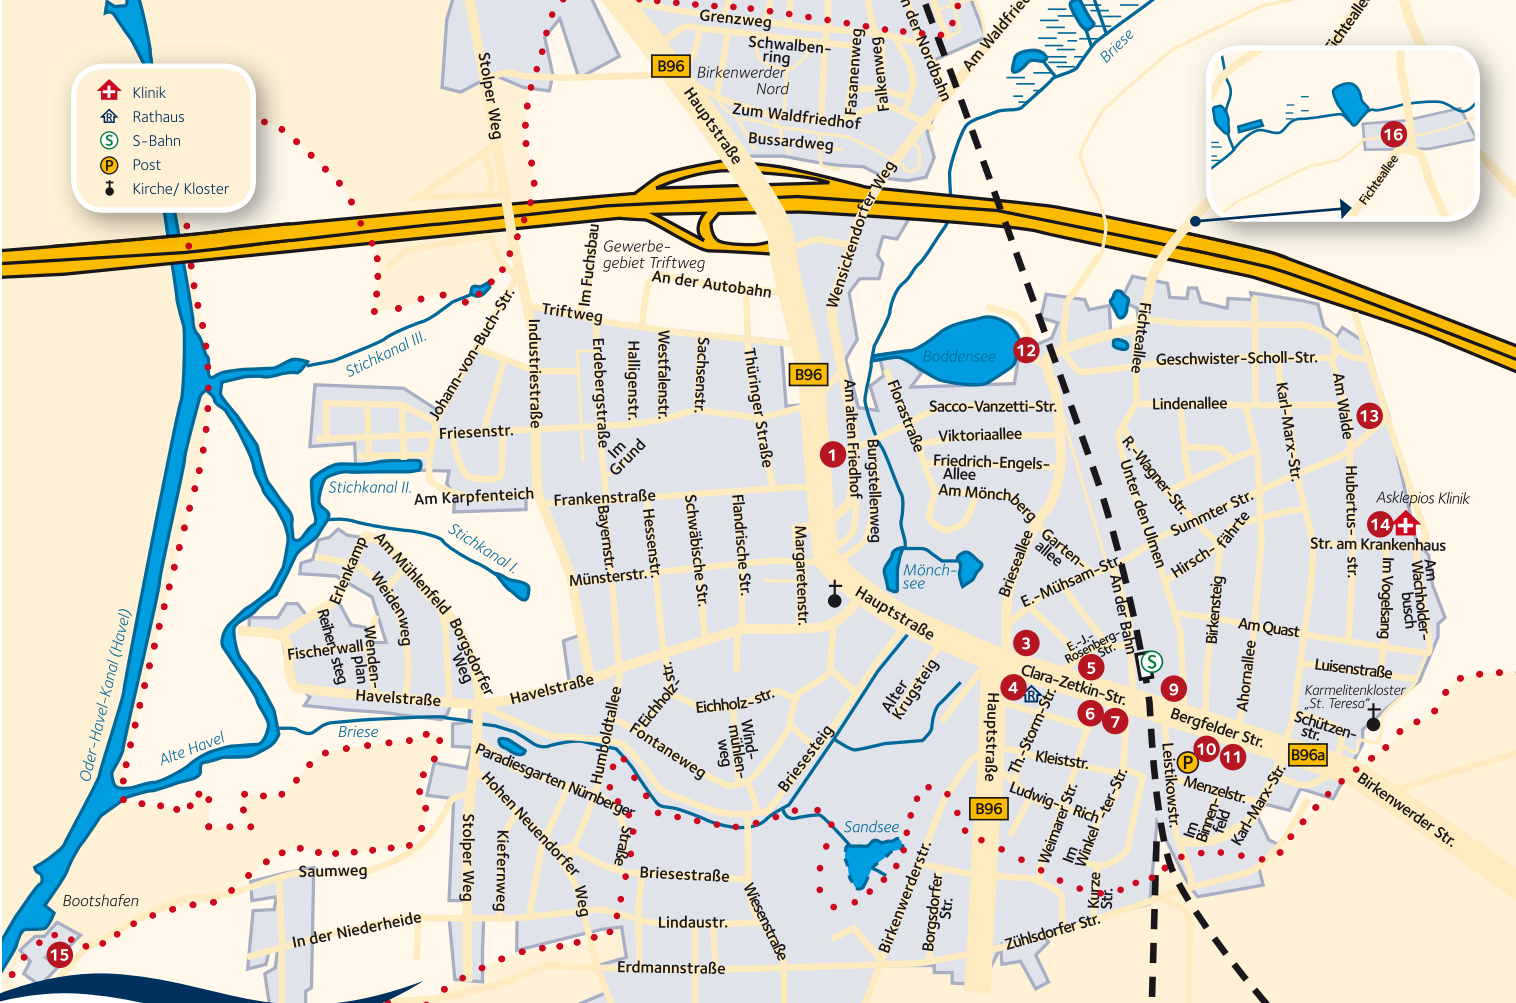 Klinik
Rathaus
S
S-Bahn
P
Post
Kirche/ Kloster
Grenzweg
Schwalben-
ring
B96
Birkenwerder
Nord
Fasanenweg
Falkenweg
n der Nordbahn
Am Waldfried
Briese
Stolper Weg
Hauptstraße
Zum Waldfriedhof
Bussardweg
Fichteallee
16
Fichteallee
Wensickendorfer Weg
Im Fuchsbau
Gewerbe-
gebiet Triftweg
An der Autobahn
Triftweg
Stichkanal III.
Johann-von-Buch-Str.
Industriestraße
Erdebergstraße
Halligenstr.
Westfalenstr.
Sachsenstr.
Thüringer Straße
B96
Boddensee
12
Fichteallee
Geschwister-Scholl-Str.
Lindenallee
Karl-Marx-Str.
Am Walde
13
Am alten Friedhof
Florastraße
Sacco-Vanzetti-Str.
Viktoriaallee
Friedrich-Engels-
Allee
Am Mönchberg
Friesenstr.
Im
Grund
1
Burgstellenweg
R.-Wagner-Str.
Unter den Ulmen
Summter Str.
Hirsch-fährte
Hubertus-str.
Asklepios Klinik
14
Str. am Krankenhaus
Stichkanal II.
Am Karpfenteich
Frankenstraße
Stichkanal I.
Bayernstr.
Hessenstr.
Schwäbische Str.
Flandrische Str.
Margaretenstr.
Münsterstr.
Mönch-
see
Garten-
allee
Brieseallee
E.-Mühsam-Str.
An der Bahn
Birkensteig
Am Quast
Im Vogelsang
Am
Wachholder-
busch
Erlenkamp
Am Mühlenfeld
Weidenweg
Borgsdorfer
Weg
Reiher-
steg
Fischerwall
Wenden-
plan
Havelstraße
Havelstraße
Hauptstraße
3
E.-J.-
Rosenberg-
Str.
5
S
Clara-Zetkin-Str.
4
R
6
7
9
Ahornallee
Luisenstraße
Karmelitenkloster
„St. Teresa“
Schützen-
str.
Bergfelder Str.
B96a
10
11
P
Menzelstr.
Birkenwerder Str.
Oder-Havel-Kanal (Havel)
Alte Havel
Briese
Eichholz-
str.
Eichholz-str.
Alter
Krugsteig
Humboldtallee
Fontaneweg
Wind-
mühlen-
weg
Briesesteig
Hauptstraße
Th.-Storm-Str.
Kleiststr.
Ludwig-
Rich-ter-Str.
Weimarer Str.
Im
Winkel
Leistikowstr.
Im
Binnen-
feld
Karl-Marx-Str.
B96
Paradiesgarten
Nürnberger
Straße
Hohen Neuendorfer
Weg
Stolper Weg
Kiefernweg
Sandsee
Saumweg
Briesestraße
Wiesenstraße
Birkenwerderstr.
Borgsdorfer
Str.
Kurze
Str.
Zühlsdorfer Str.
Bootshafen
15
In der Niederheide
Lindaustr.
Erdmannstraße